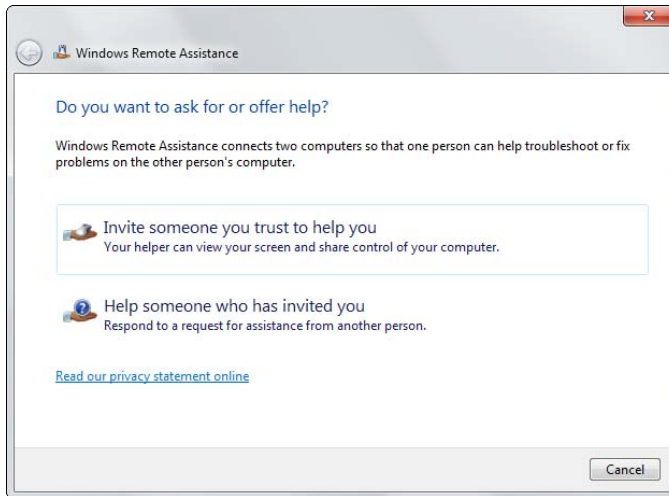 Windows Remote Assistance
Do you want to ask for or offer help?
Windows Remote Assistance connects two computers so that one person can help troubleshoot or fix
problems on the other person's computer.
Invite someone you trust to help you
Your helper can view your screen and share control of your computer.
Help someone who has invited you
Respond to a request for assistance from another person.
Read our privacy statement online
Cancel